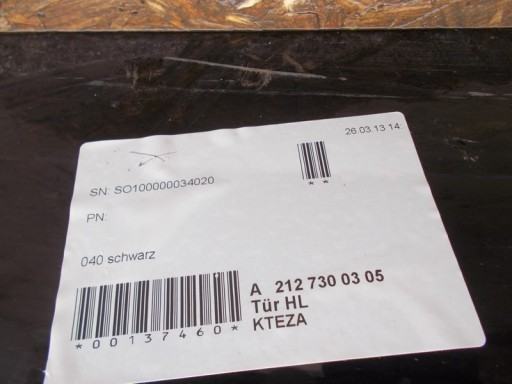 26.03.13 14:
* *
SN: SO100000034020
PN:
040 schwarz
A 212 730 03 05
Tür HL
KTEZA
*00137460*